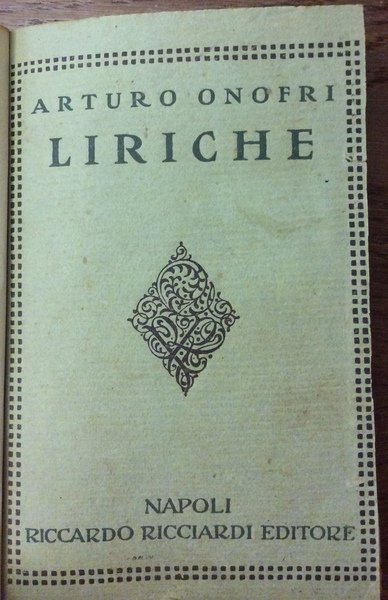 ARTURO ONOFRI
LIRICHE
NAPOLI
RICCARDO RICCIARDI EDITORE